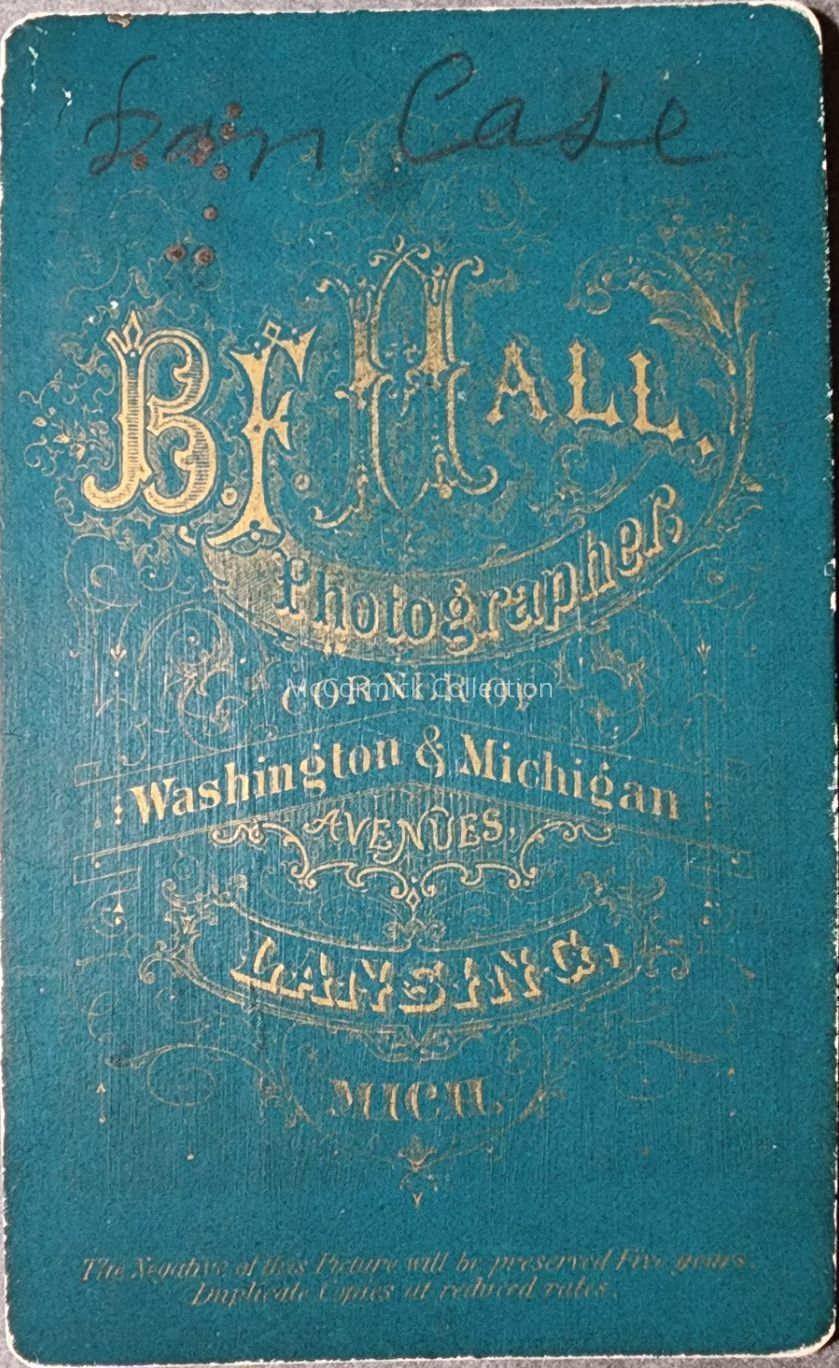 Dan Case
B.F. HALL.
Photographer
CORNER OF
McCormick Collection
Washington & Michigan
AVENUES,
LANSING,
MICH.
The Negative of this Picture will be preserved Five years.
Duplicate Copies at reduced rates.